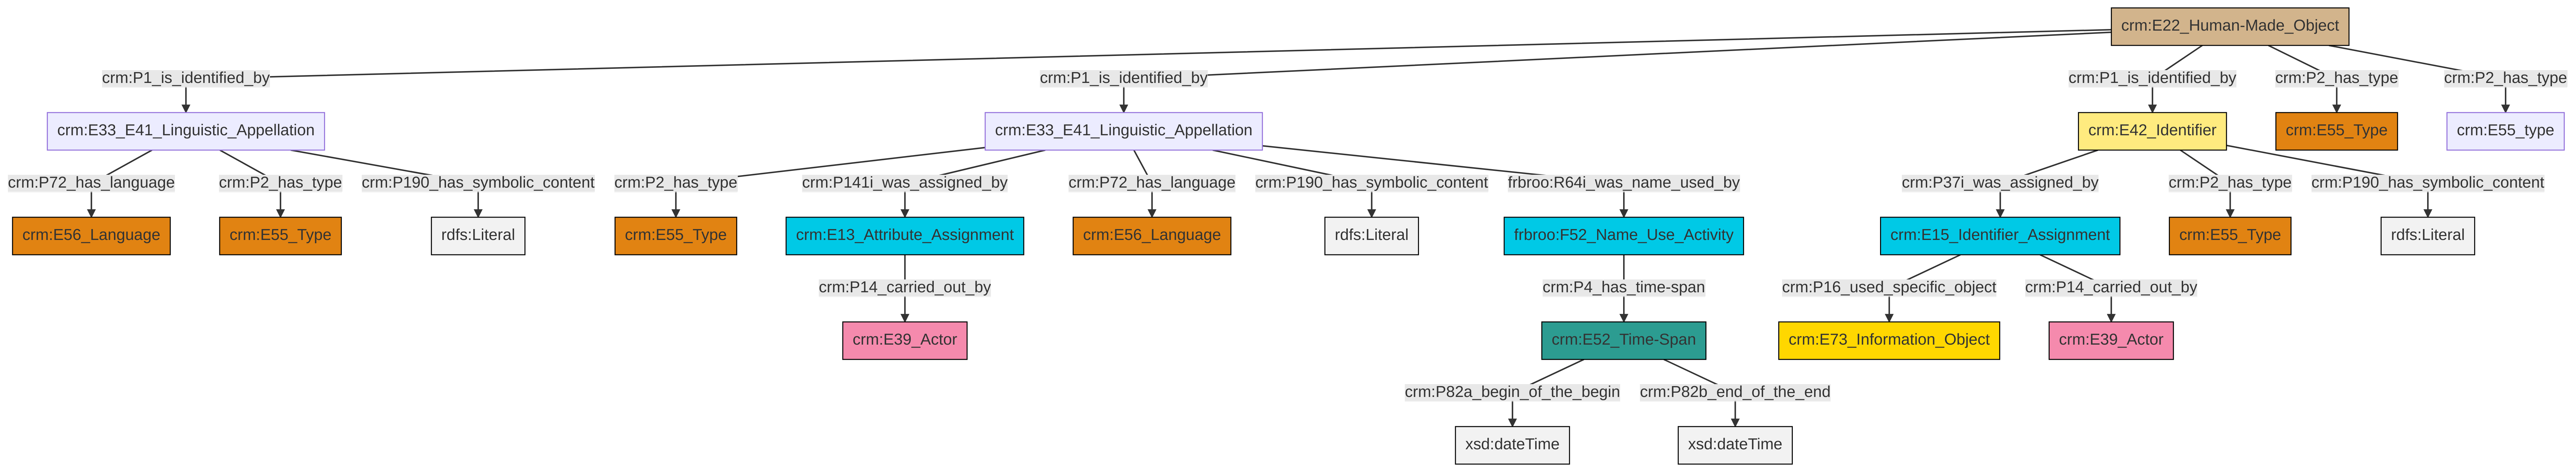 crm:E22_Human-Made_Object
crm:P1_is_identified_by
crm:P1_is_identified_by
crm:P1_is_identified_by
crm:P2_has_type
crm:P2_has_type
crm:E33_E41_Linguistic_Appellation
crm:E33_E41_Linguistic_Appellation
crm:E42_Identifier
crm:E55_Type
crm:E55_type
crm:P72_has_language
crm:P2_has_type
crm:P190_has_symbolic_content
crm:P2_has_type
crm:P141i_was_assigned_by
crm:P72_has_language
crm:P190_has_symbolic_content
frbroo:R64i_was_name_used_by
crm:P37i_was_assigned_by
crm:P2_has_type
crm:P190_has_symbolic_content
crm:E56_Language
crm:E55_Type
rdfs:Literal
crm:E55_Type
crm:E13_Attribute_Assignment
crm:E56_Language
rdfs:Literal
frbroo:F52_Name_Use_Activity
crm:E15_Identifier_Assignment
crm:E55_Type
rdfs:Literal
crm:P14_carried_out_by
crm:P4_has_time-span
crm:P16_used_specific_object
crm:P14_carried_out_by
crm:E39_Actor
crm:E52_Time-Span
crm:E73_Information_Object
crm:E39_Actor
crm:P82a_begin_of_the_begin
crm:P82b_end_of_the_end
xsd:dateTime
xsd:dateTime